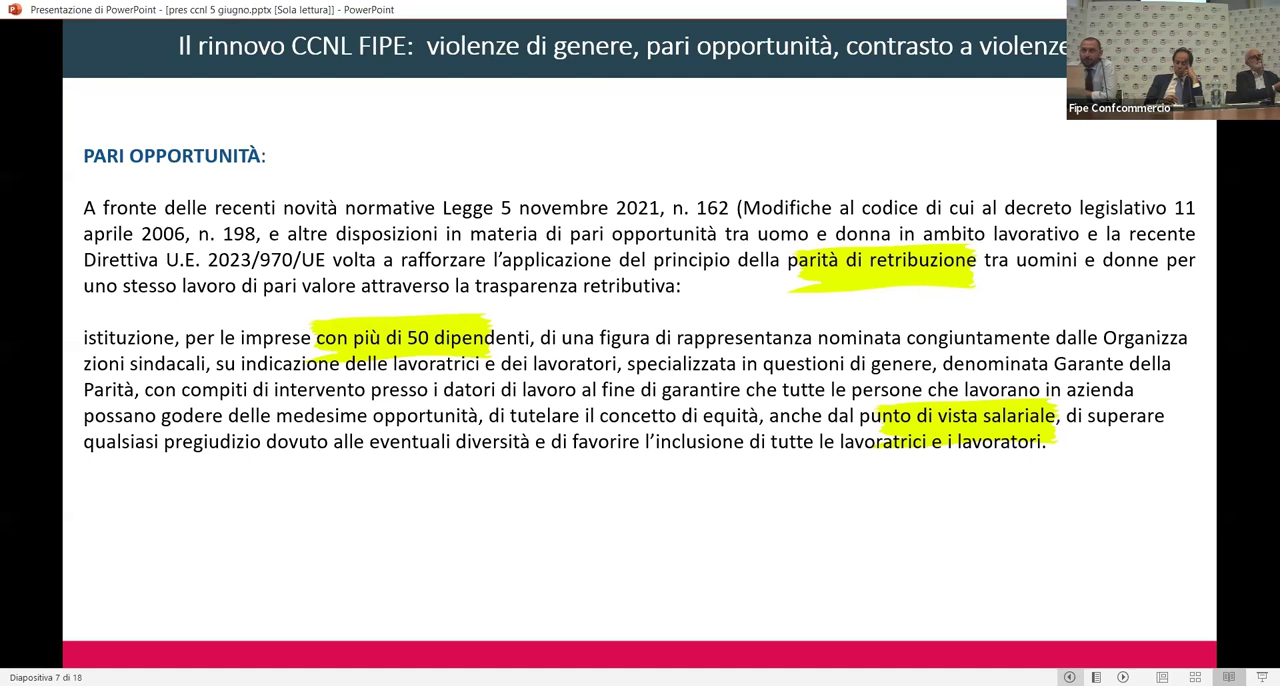 Presentazione di PowerPoint - [pres ccnl 5 giugno.pptx [Sola lettura]] - PowerPoint
Il rinnovo CCNL FIPE: violenze di genere, pari opportunità, contrasto a violenze
Fipe Confcommercio
PARI OPPORTUNITÀ:
A fronte delle recenti novità normative Legge 5 novembre 2021, n. 162 (Modifiche al codice di cui al decreto legislativo 11
aprile 2006, n. 198, e altre disposizioni in materia di pari opportunità tra uomo e donna in ambito lavorativo e la recente
Direttiva U.E. 2023/970/UE volta a rafforzare l’applicazione del principio della parità di retribuzione tra uomini e donne per
uno stesso lavoro di pari valore attraverso la trasparenza retributiva:
istituzione, per le imprese con più di 50 dipendenti, di una figura di rappresentanza nominata congiuntamente dalle Organizza
zioni sindacali, su indicazione delle lavoratrici e dei lavoratori, specializzata in questioni di genere, denominata Garante della
Parità, con compiti di intervento presso i datori di lavoro al fine di garantire che tutte le persone che lavorano in azienda
possano godere delle medesime opportunità, di tutelare il concetto di equità, anche dal punto di vista salariale, di superare
qualsiasi pregiudizio dovuto alle eventuali diversità e di favorire l’inclusione di tutte le lavoratrici e i lavoratori.
Diapositiva 7 di 18